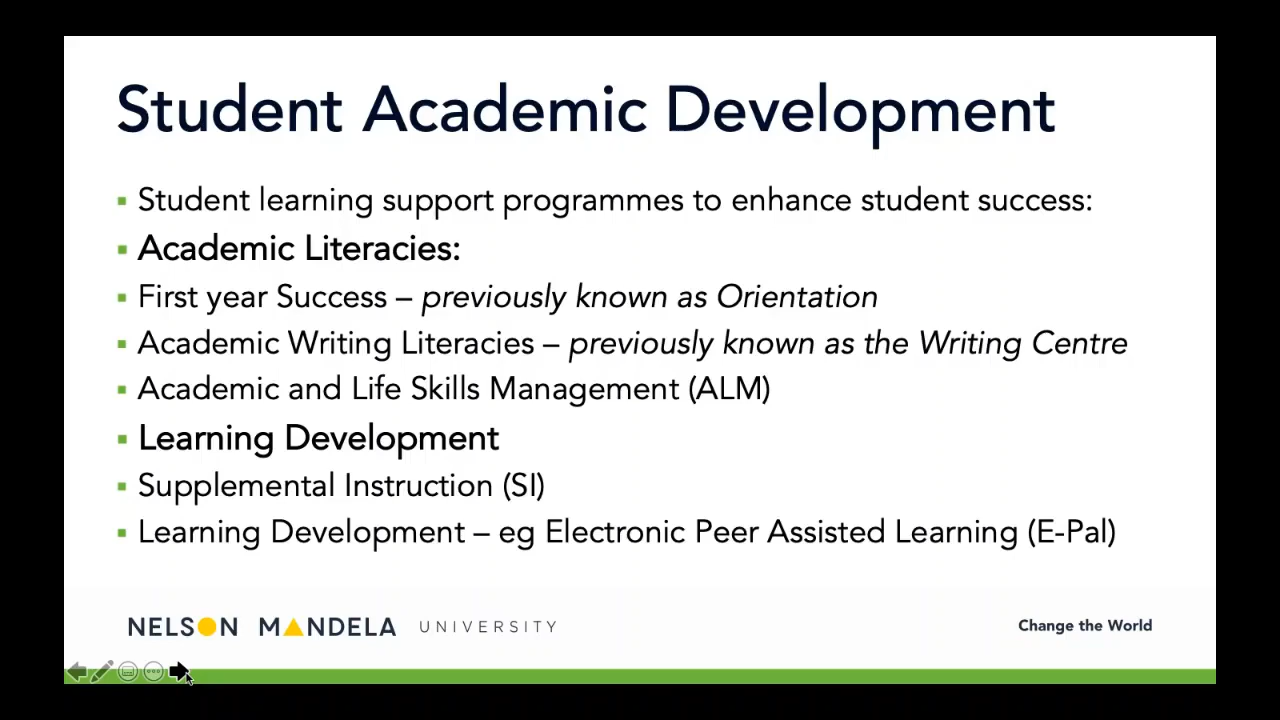 Student Academic Development
Student learning support programmes to enhance student success:
Academic Literacies:
First year Success – previously known as Orientation
Academic Writing Literacies – previously known as the Writing Centre
Academic and Life Skills Management (ALM)
Learning Development
Supplemental Instruction (SI)
Learning Development – eg Electronic Peer Assisted Learning (E-Pal)
NELSON MANDELA UNIVERSITY
Change the World